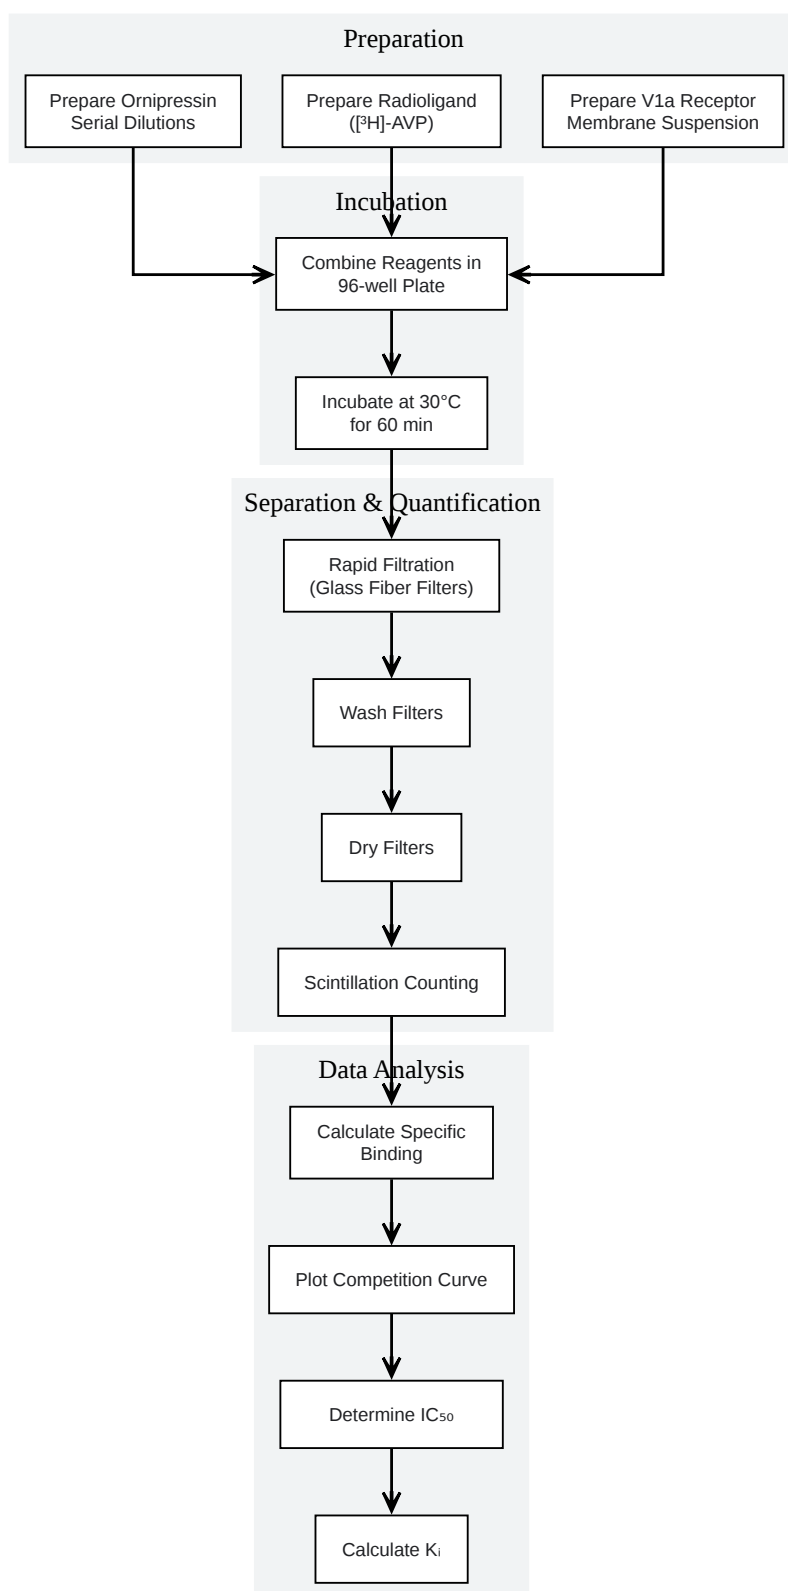 Preparation
Prepare Ornipressin
Serial Dilutions
Prepare Radioligand
([³H]-AVP)
Prepare V1a Receptor
Membrane Suspension
Incubation
Combine Reagents in
96-well Plate
Incubate at 30°C
for 60 min
Separation & Quantification
Rapid Filtration
(Glass Fiber Filters)
Wash Filters
Dry Filters
Scintillation Counting
Data Analysis
Calculate Specific
Binding
Plot Competition Curve
Determine IC₅₀
Calculate Kᵢ